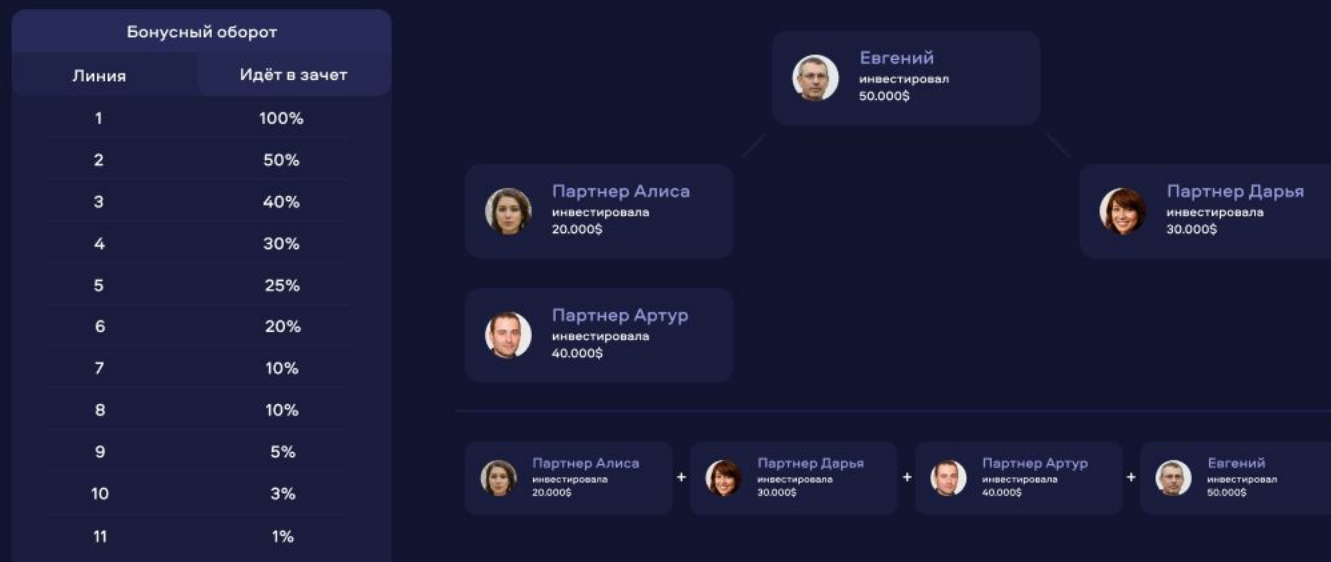 Бонусный оборот
Линия Идёт в зачет
1 100%
2 50%
3 40%
4 30%
5 25%
6 20%
7 10%
8 10%
9 5%
10 3%
11 1%
Евгений
инвестировал
50.000$
Партнер Алиса
инвестировала
20.000$
Партнер Дарья
инвестировала
30.000$
Партнер Артур
инвестировала
40.000$
Партнер Алиса
инвестировала
20.000$
+
Партнер Дарья
инвестировала
30.000$
+
Партнер Артур
инвестировала
40.000$
+
Евгений
инвестировал
50.000$